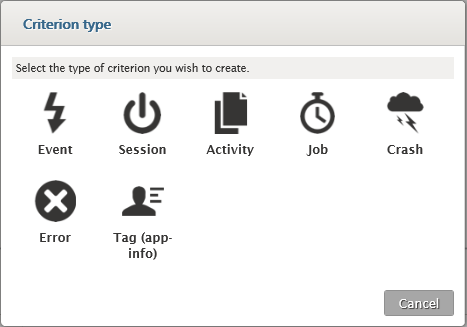 Criterion type
Select the type of criterion you wish to create.
Event Session Activity Job Crash
Error Tag (app-
info)
Cancel